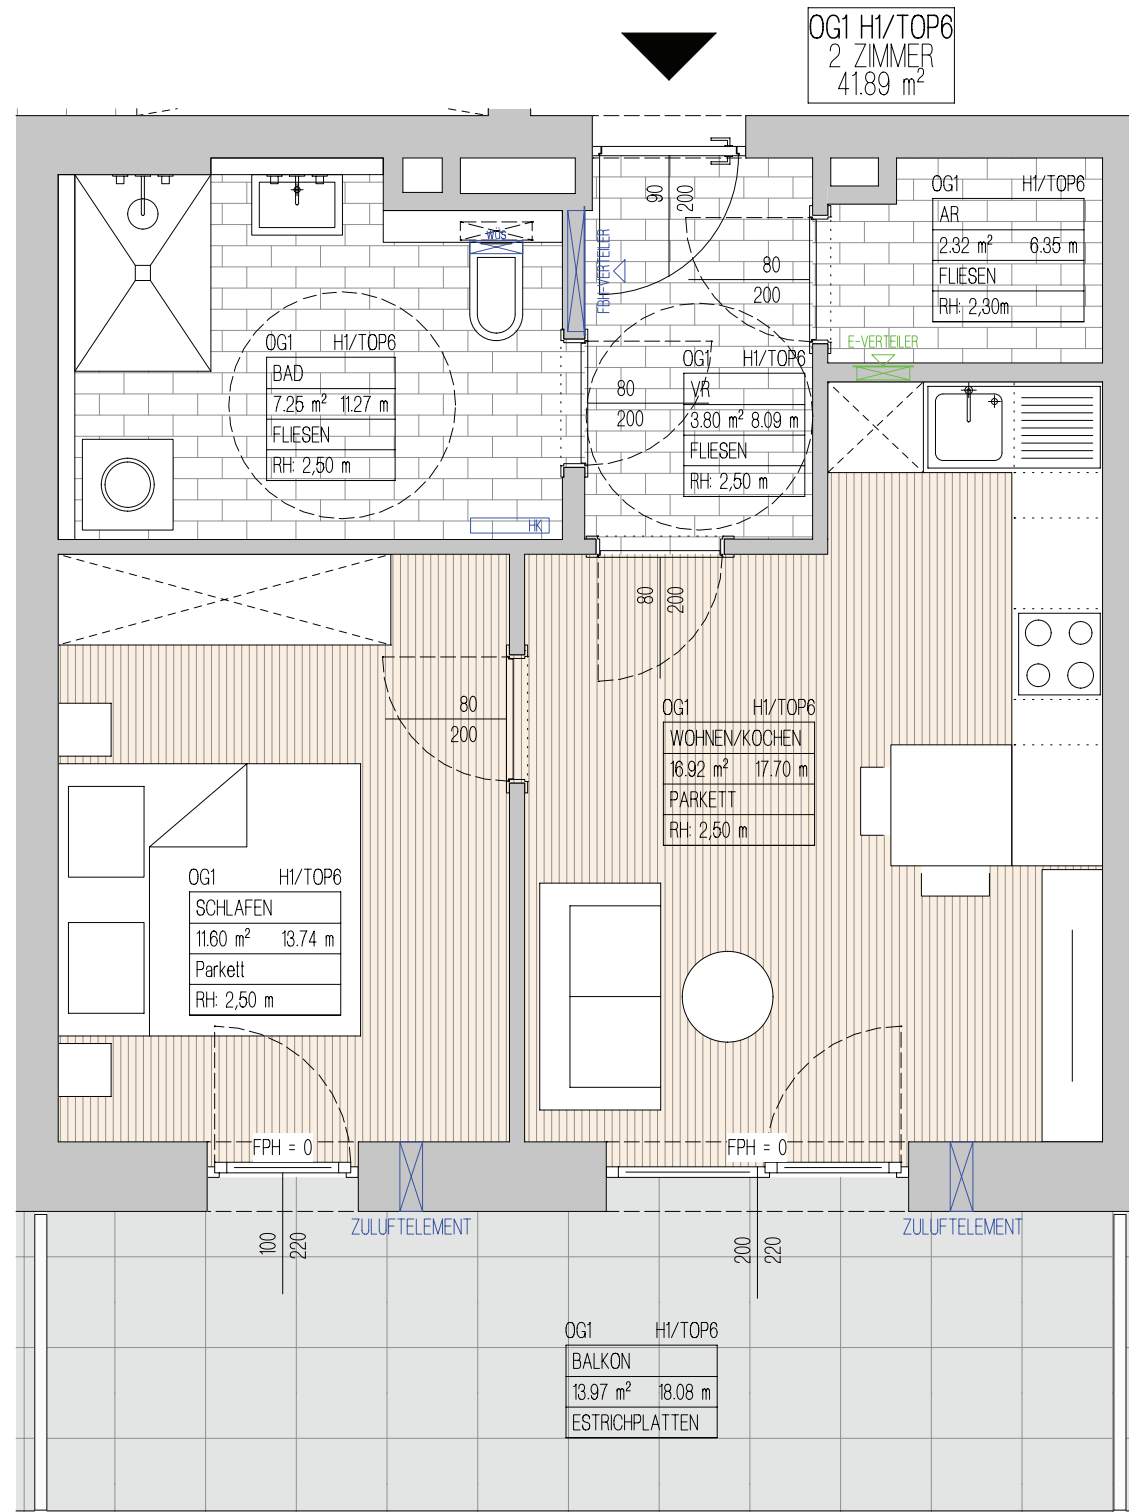 OG1 H1/TOP6
2 ZIMMER
41.89 m²
OG1 H1/TOP6
AR
2.32 m² 6.35 m
FLIESEN
RH: 2,30m
90
200
WÜS
FBH-VERTEILER
80
200
E-VERTEILER
OG1 H1/TOP6
BAD
7.25 m² 11.27 m
FLIESEN
RH: 2,50 m
80
200
OG1 H1/TOP6
VR
3.80 m² 8.09 m
FLIESEN
RH: 2,50 m
HK
80
200
80
200
OG1 H1/TOP6
WOHNEN/KOCHEN
16.92 m² 17.70 m
PARKETT
RH: 2,50 m
OG1 H1/TOP6
SCHLAFEN
11.60 m² 13.74 m
Parkett
RH: 2,50 m
FPH = 0
FPH = 0
ZULUFTELEMENT
ZULUFTELEMENT
100
220
200
220
OG1 H1/TOP6
BALKON
13.97 m² 18.08 m
ESTRICHPLATTEN